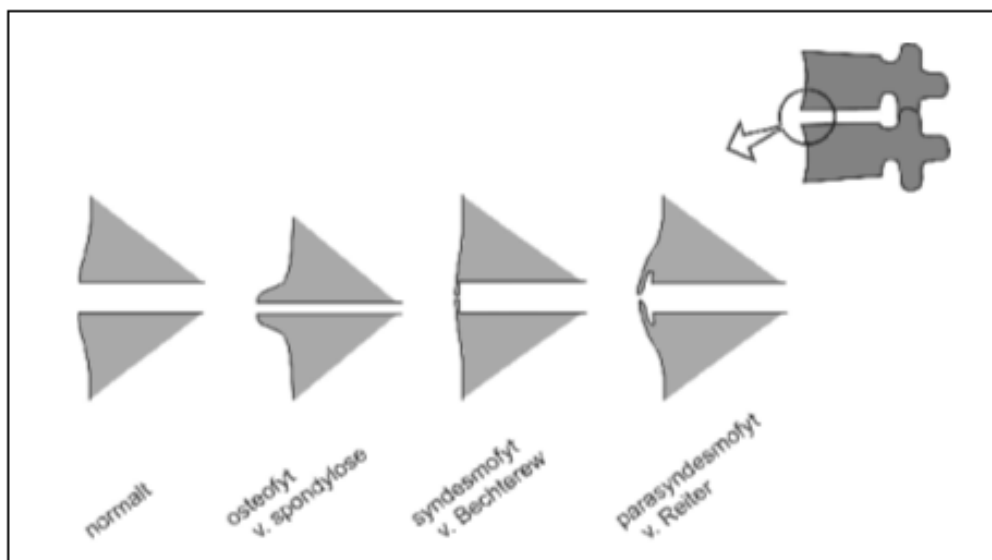 normalt
osteofyt
v. spondylose
syndesmofyt
v. Bechterew
parasyndesmofyt
v. Reiter